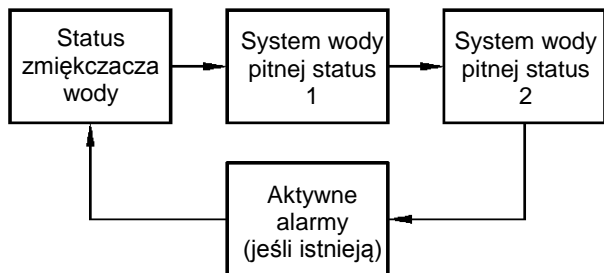 Status
zmiękczacza
wody
System wody
pitnej status
1
System wody
pitnej status
2
Aktywne
alarmy
(jeśli istnieją)